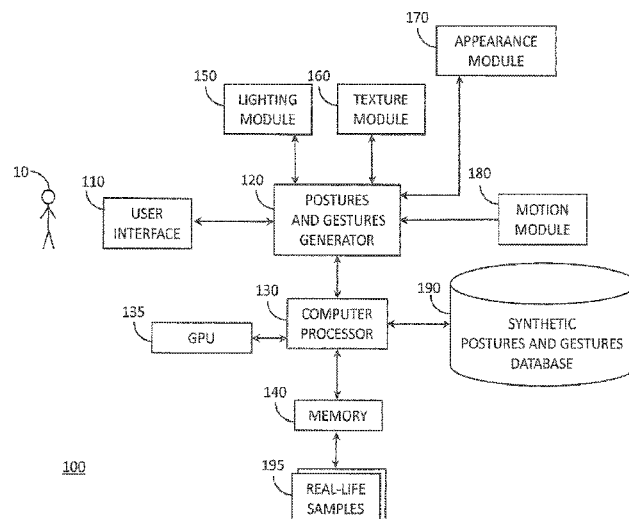 170
APPEARANCE
MODULE
150
LIGHTING
MODULE
160
TEXTURE
MODULE
10
110
USER
INTERFACE
120
POSTURES
AND GESTURES
GENERATOR
180
MOTION
MODULE
135
GPU
130
COMPUTER
PROCESSOR
190
SYNTHETIC
POSTURES AND GESTURES
DATABASE
140
MEMORY
100
195
REAL-LIFE
SAMPLES